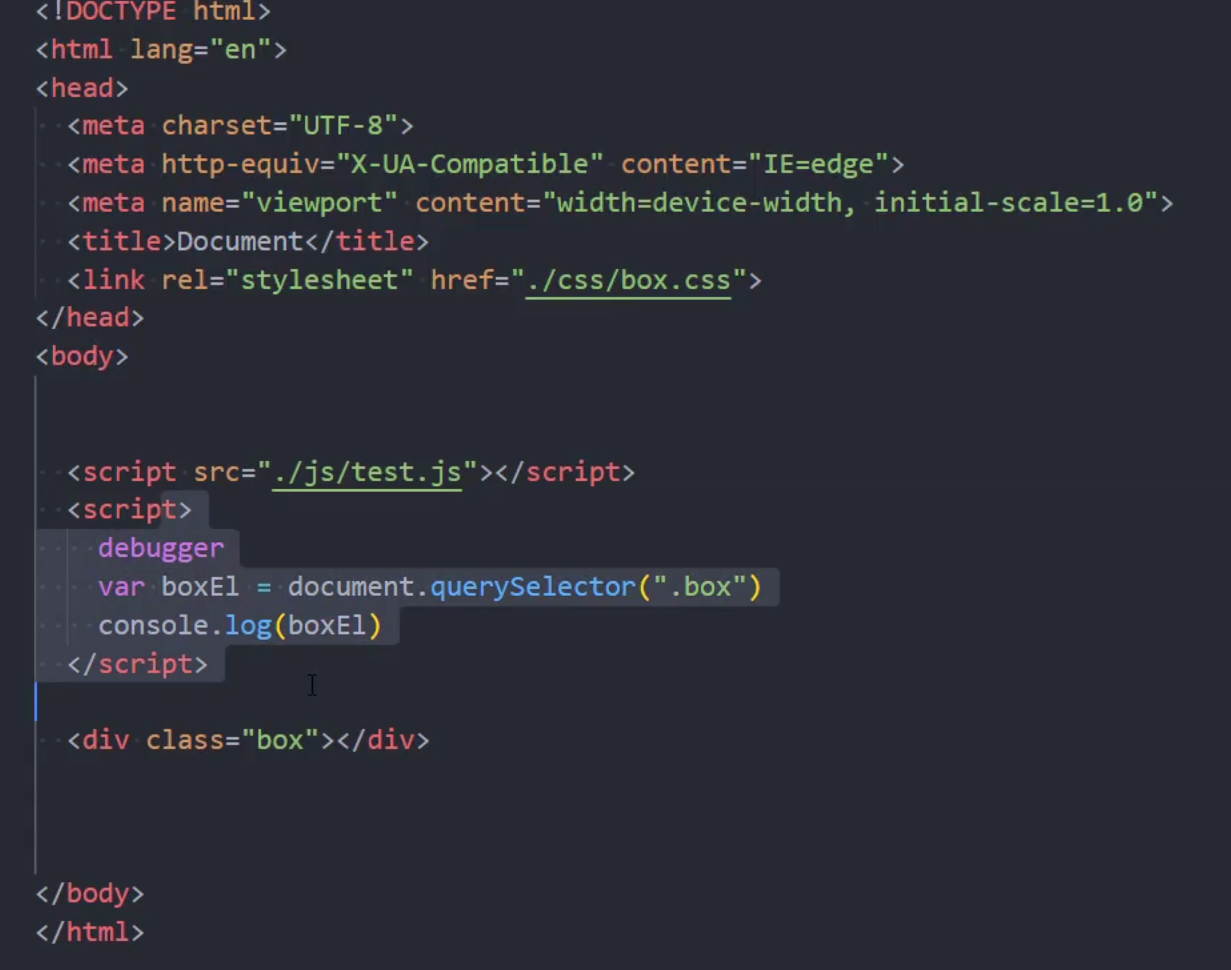 <!DOCTYPE html>
<html lang="en">
<head>
  <meta charset="UTF-8">
  <meta http-equiv="X-UA-Compatible" content="IE=edge">
  <meta name="viewport" content="width=device-width, initial-scale=1.0">
  <title>Document</title>
  <link rel="stylesheet" href="./css/box.css">
</head>
<body>
  <script src="./js/test.js"></script>
  <script>
    debugger
    var boxEl = document.querySelector(".box")
    console.log(boxEl)
  </script>
  <div class="box"></div>
</body>
</html>